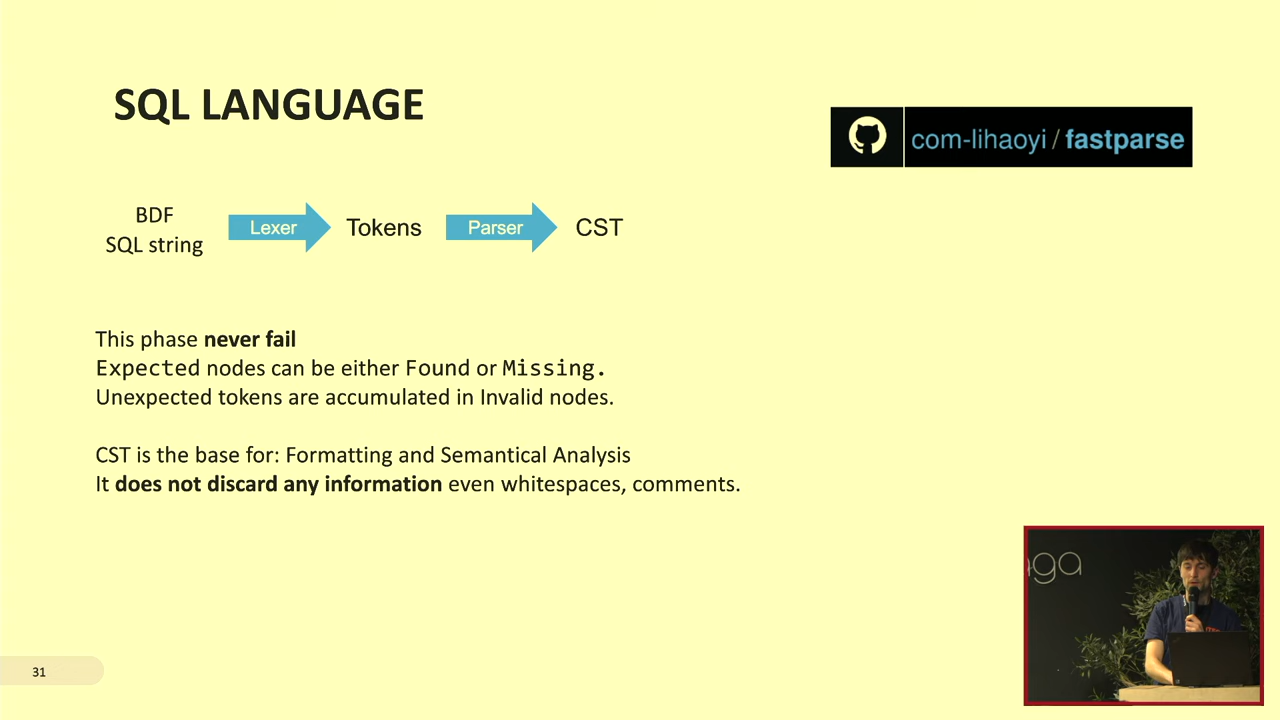 SQL LANGUAGE
com-lihaoyi / fastparse
BDF
SQL string
Lexer
Tokens
Parser
CST
This phase never fail
Expected nodes can be either Found or Missing.
Unexpected tokens are accumulated in Invalid nodes.
CST is the base for: Formatting and Semantical Analysis
It does not discard any information even whitespaces, comments.
31